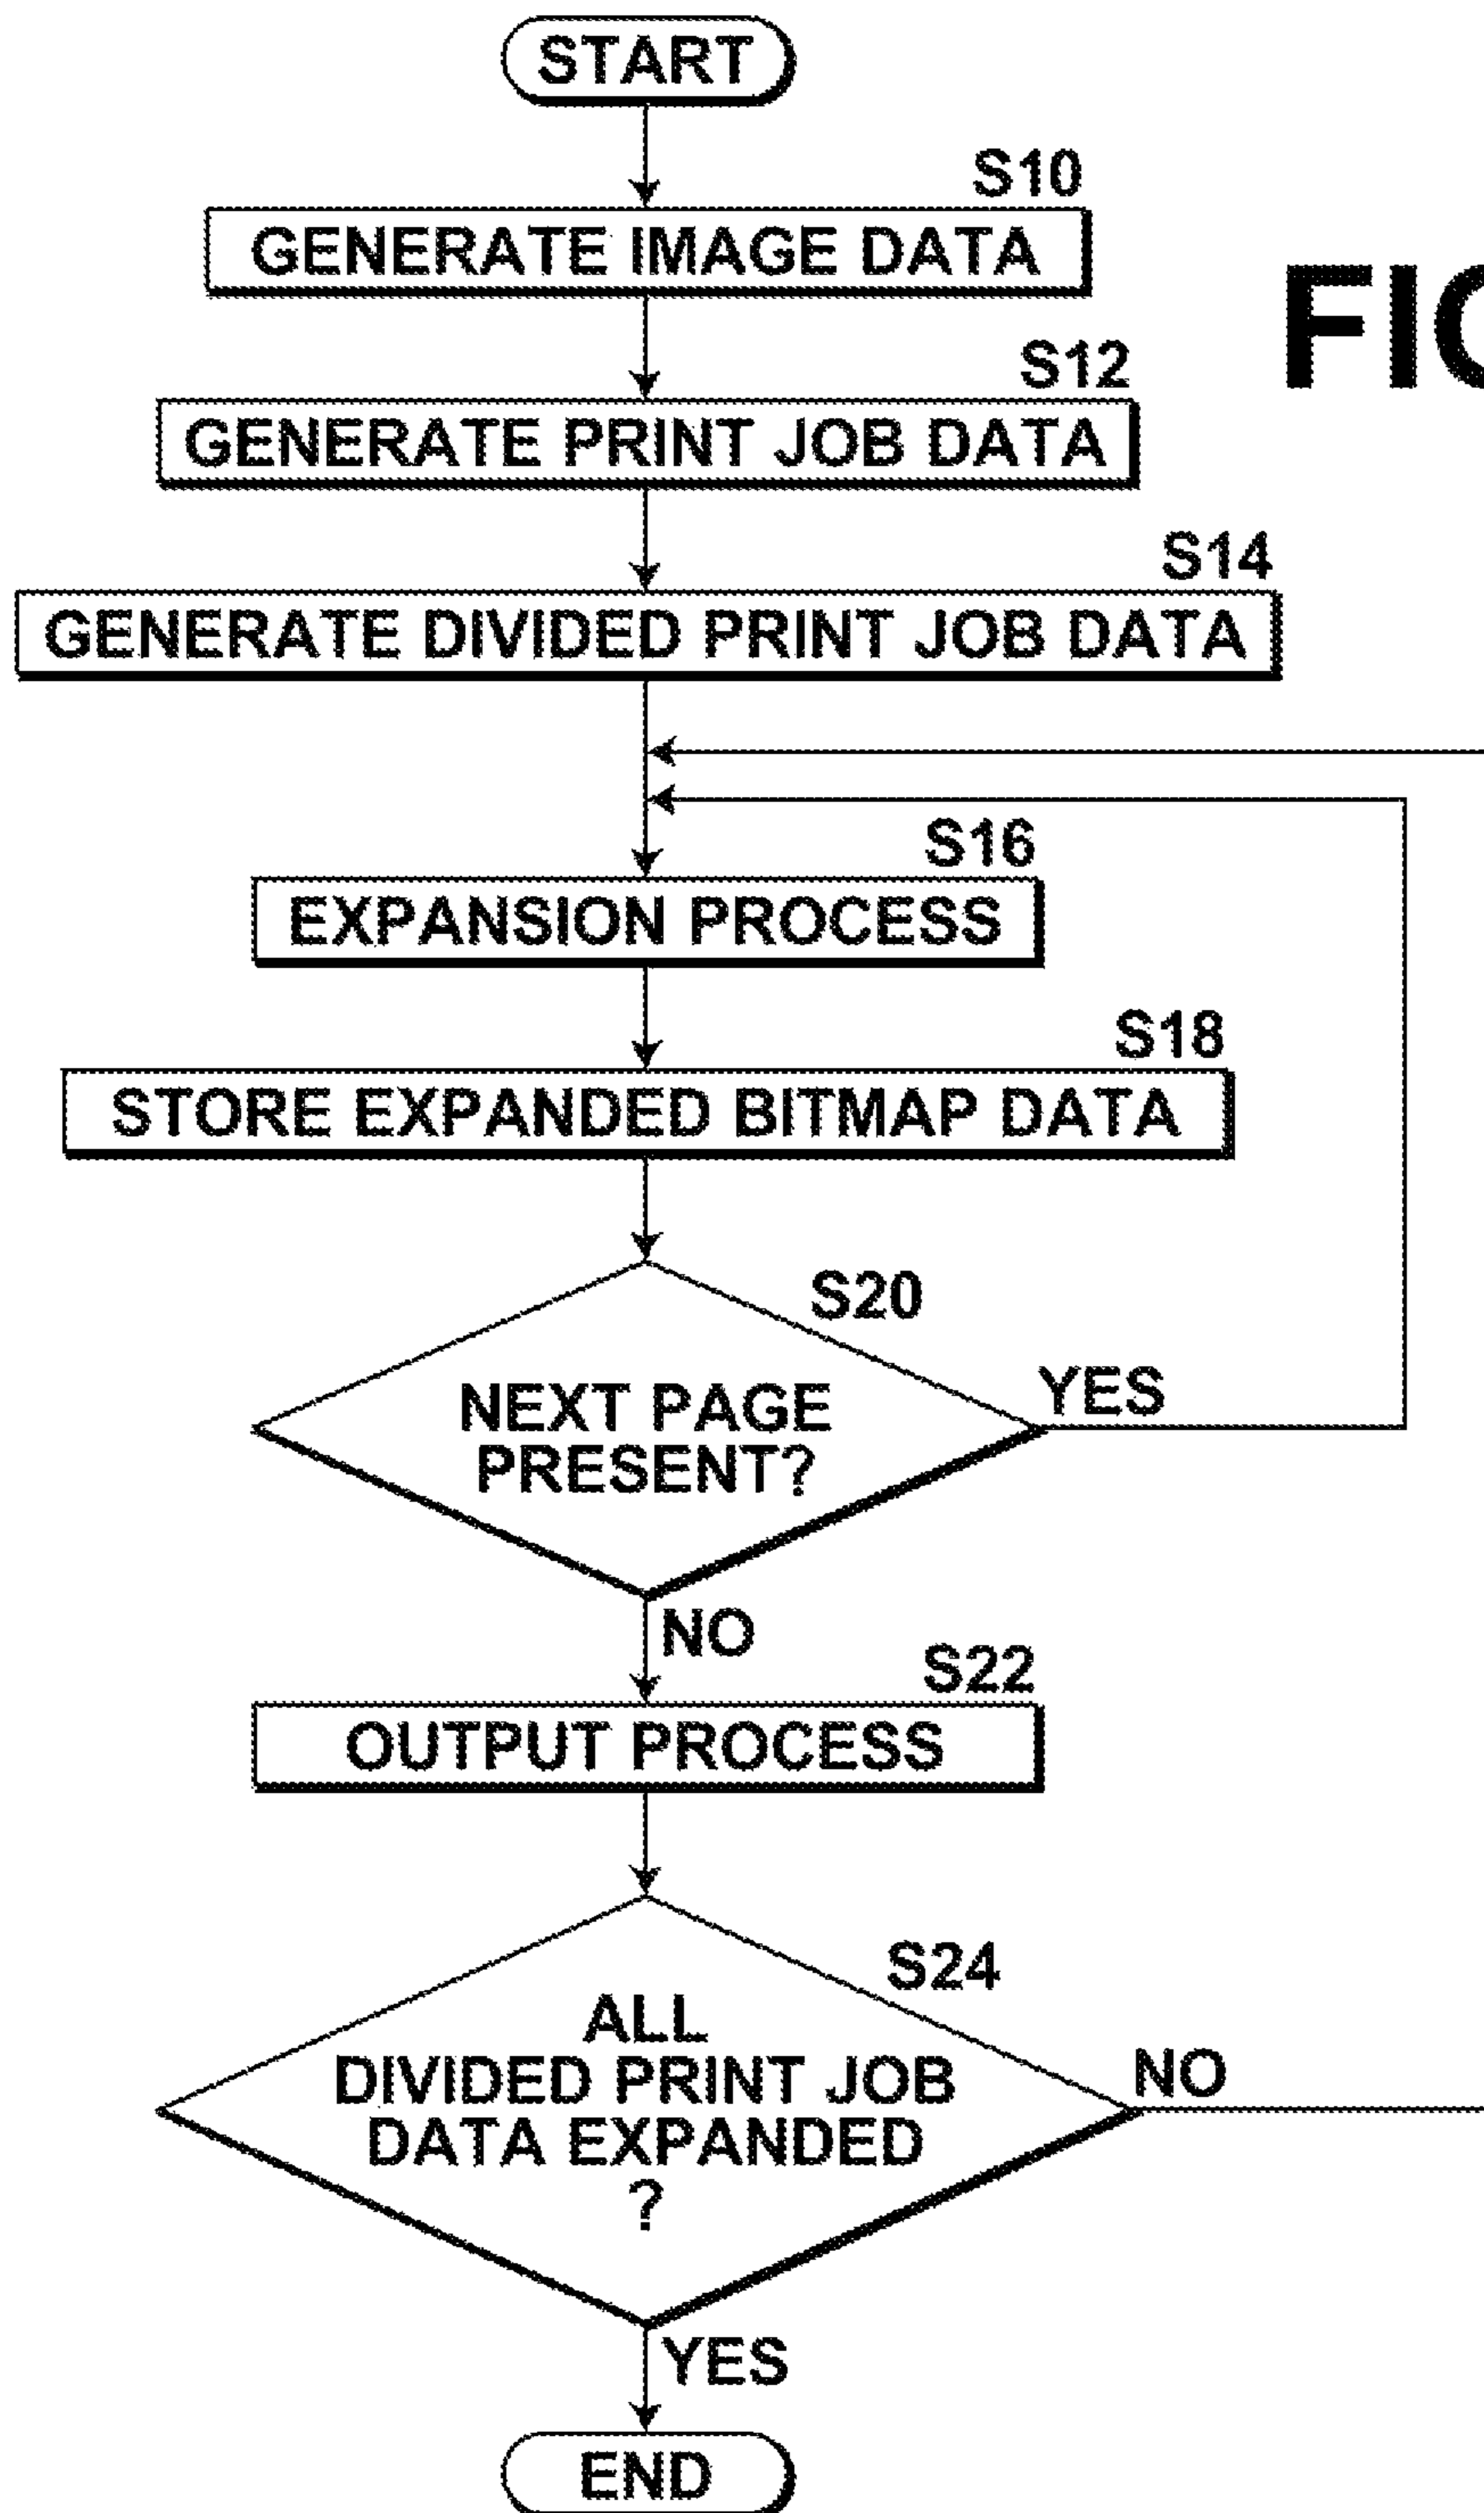 START
S10
GENERATE IMAGE DATA
FIG
S12
GENERATE PRINT JOB DATA
S14
GENERATE DIVIDED PRINT JOB DATA
S16
EXPANSION PROCESS
S18
STORE EXPANDED BITMAP DATA
S20
NEXT PAGE
PRESENT?
YES
NO
S22
OUTPUT PROCESS
S24
ALL
DIVIDED PRINT JOB
DATA EXPANDED
?
NO
YES
END